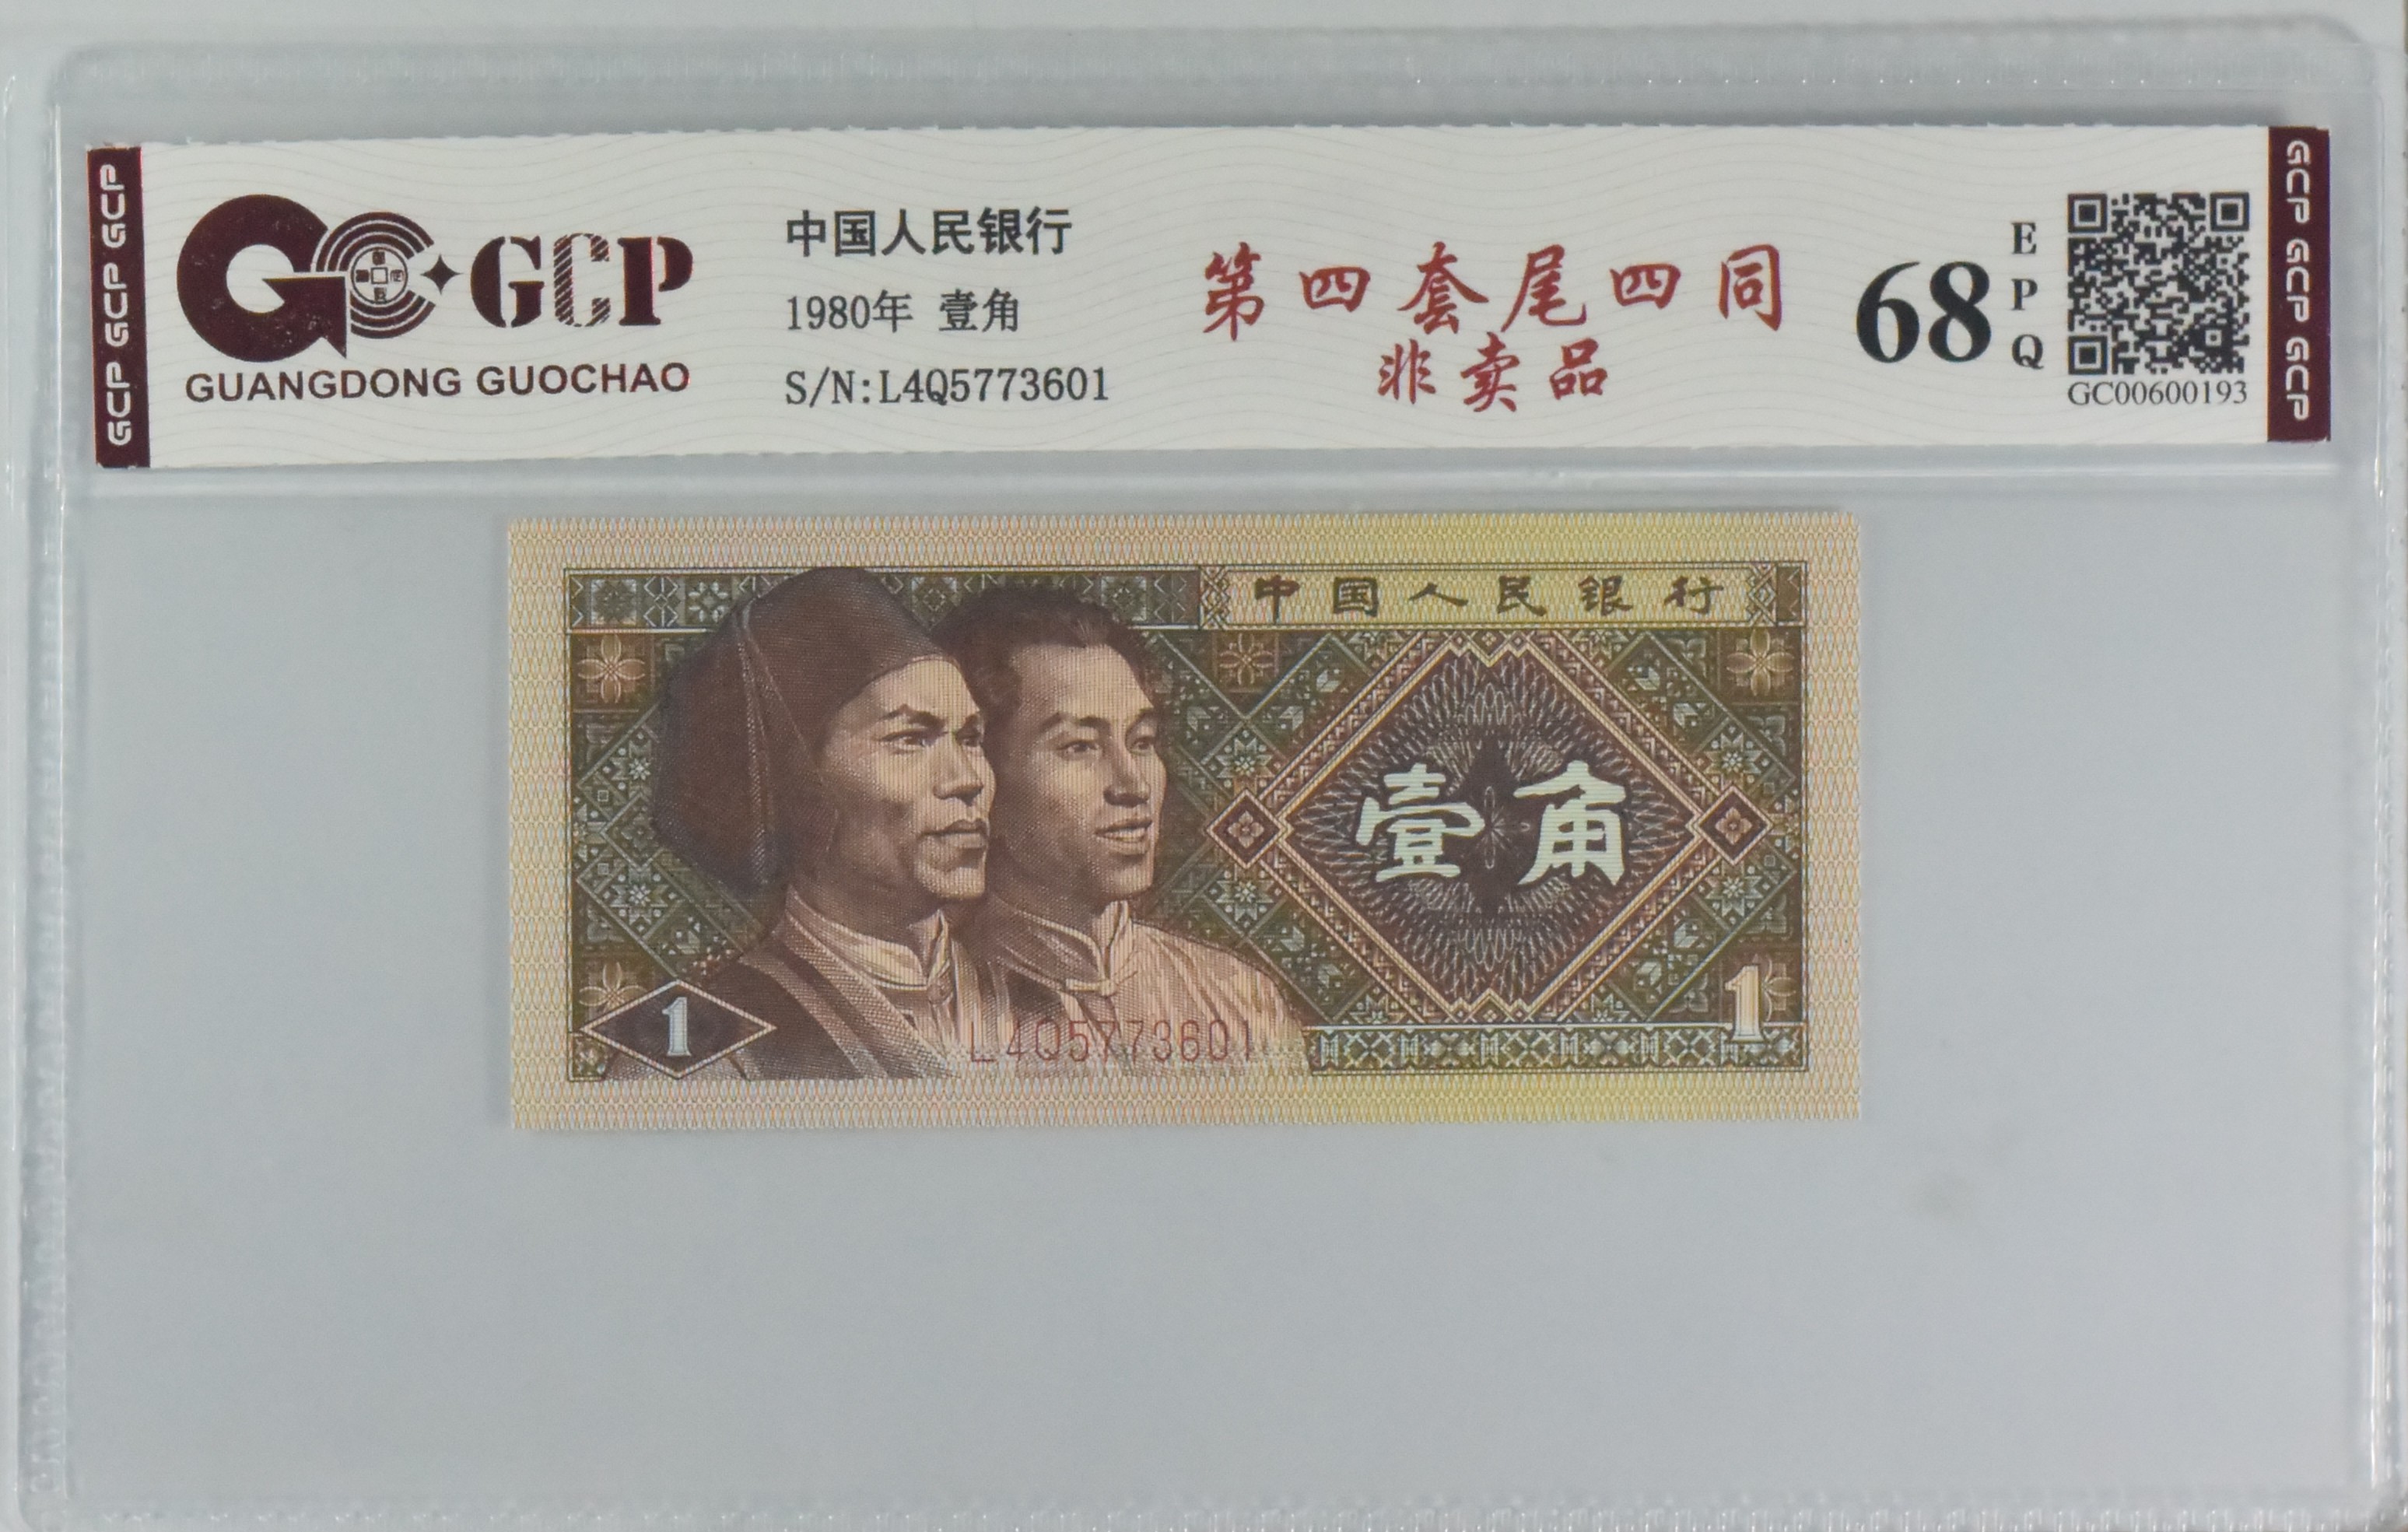 GCP GCP GCP
GCP
GUANGDONG GUOCHAO
中国人民银行
1980年 壹角
S/N:L4Q5773601
第四套尾四同
非卖品
68
EPQ
GC00600193
GCP GCP GCP GCP
中国人民银行
壹角
1
1
L4Q5773601